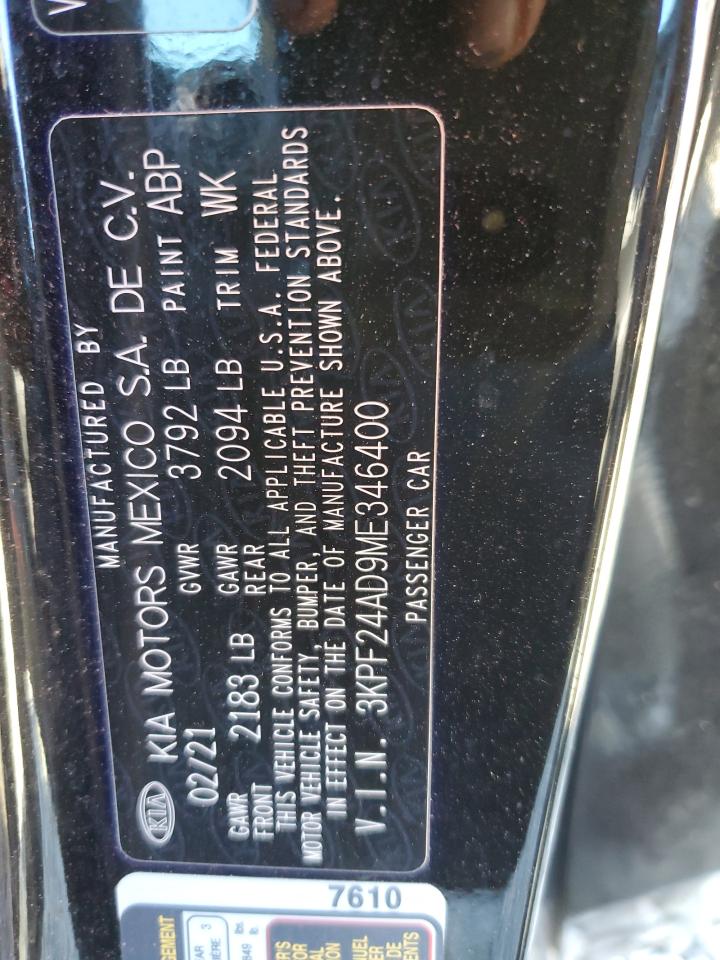 MANUFACTURED BY
KIA KIA MOTORS MEXICO S.A. DE C.V.
02/21 GVWR 3792 LB PAINT ABP
GAWR FRONT 2183 LB GAWR REAR 2094 LB TRIM WK
THIS VEHICLE CONFORMS TO ALL APPLICABLE U.S.A. FEDERAL
MOTOR VEHICLE SAFETY, BUMPER, AND THEFT PREVENTION STANDARDS
IN EFFECT ON THE DATE OF MANUFACTURE SHOWN ABOVE.
V.I.N. 3KPF24AD9ME346400
PASSENGER CAR
7610